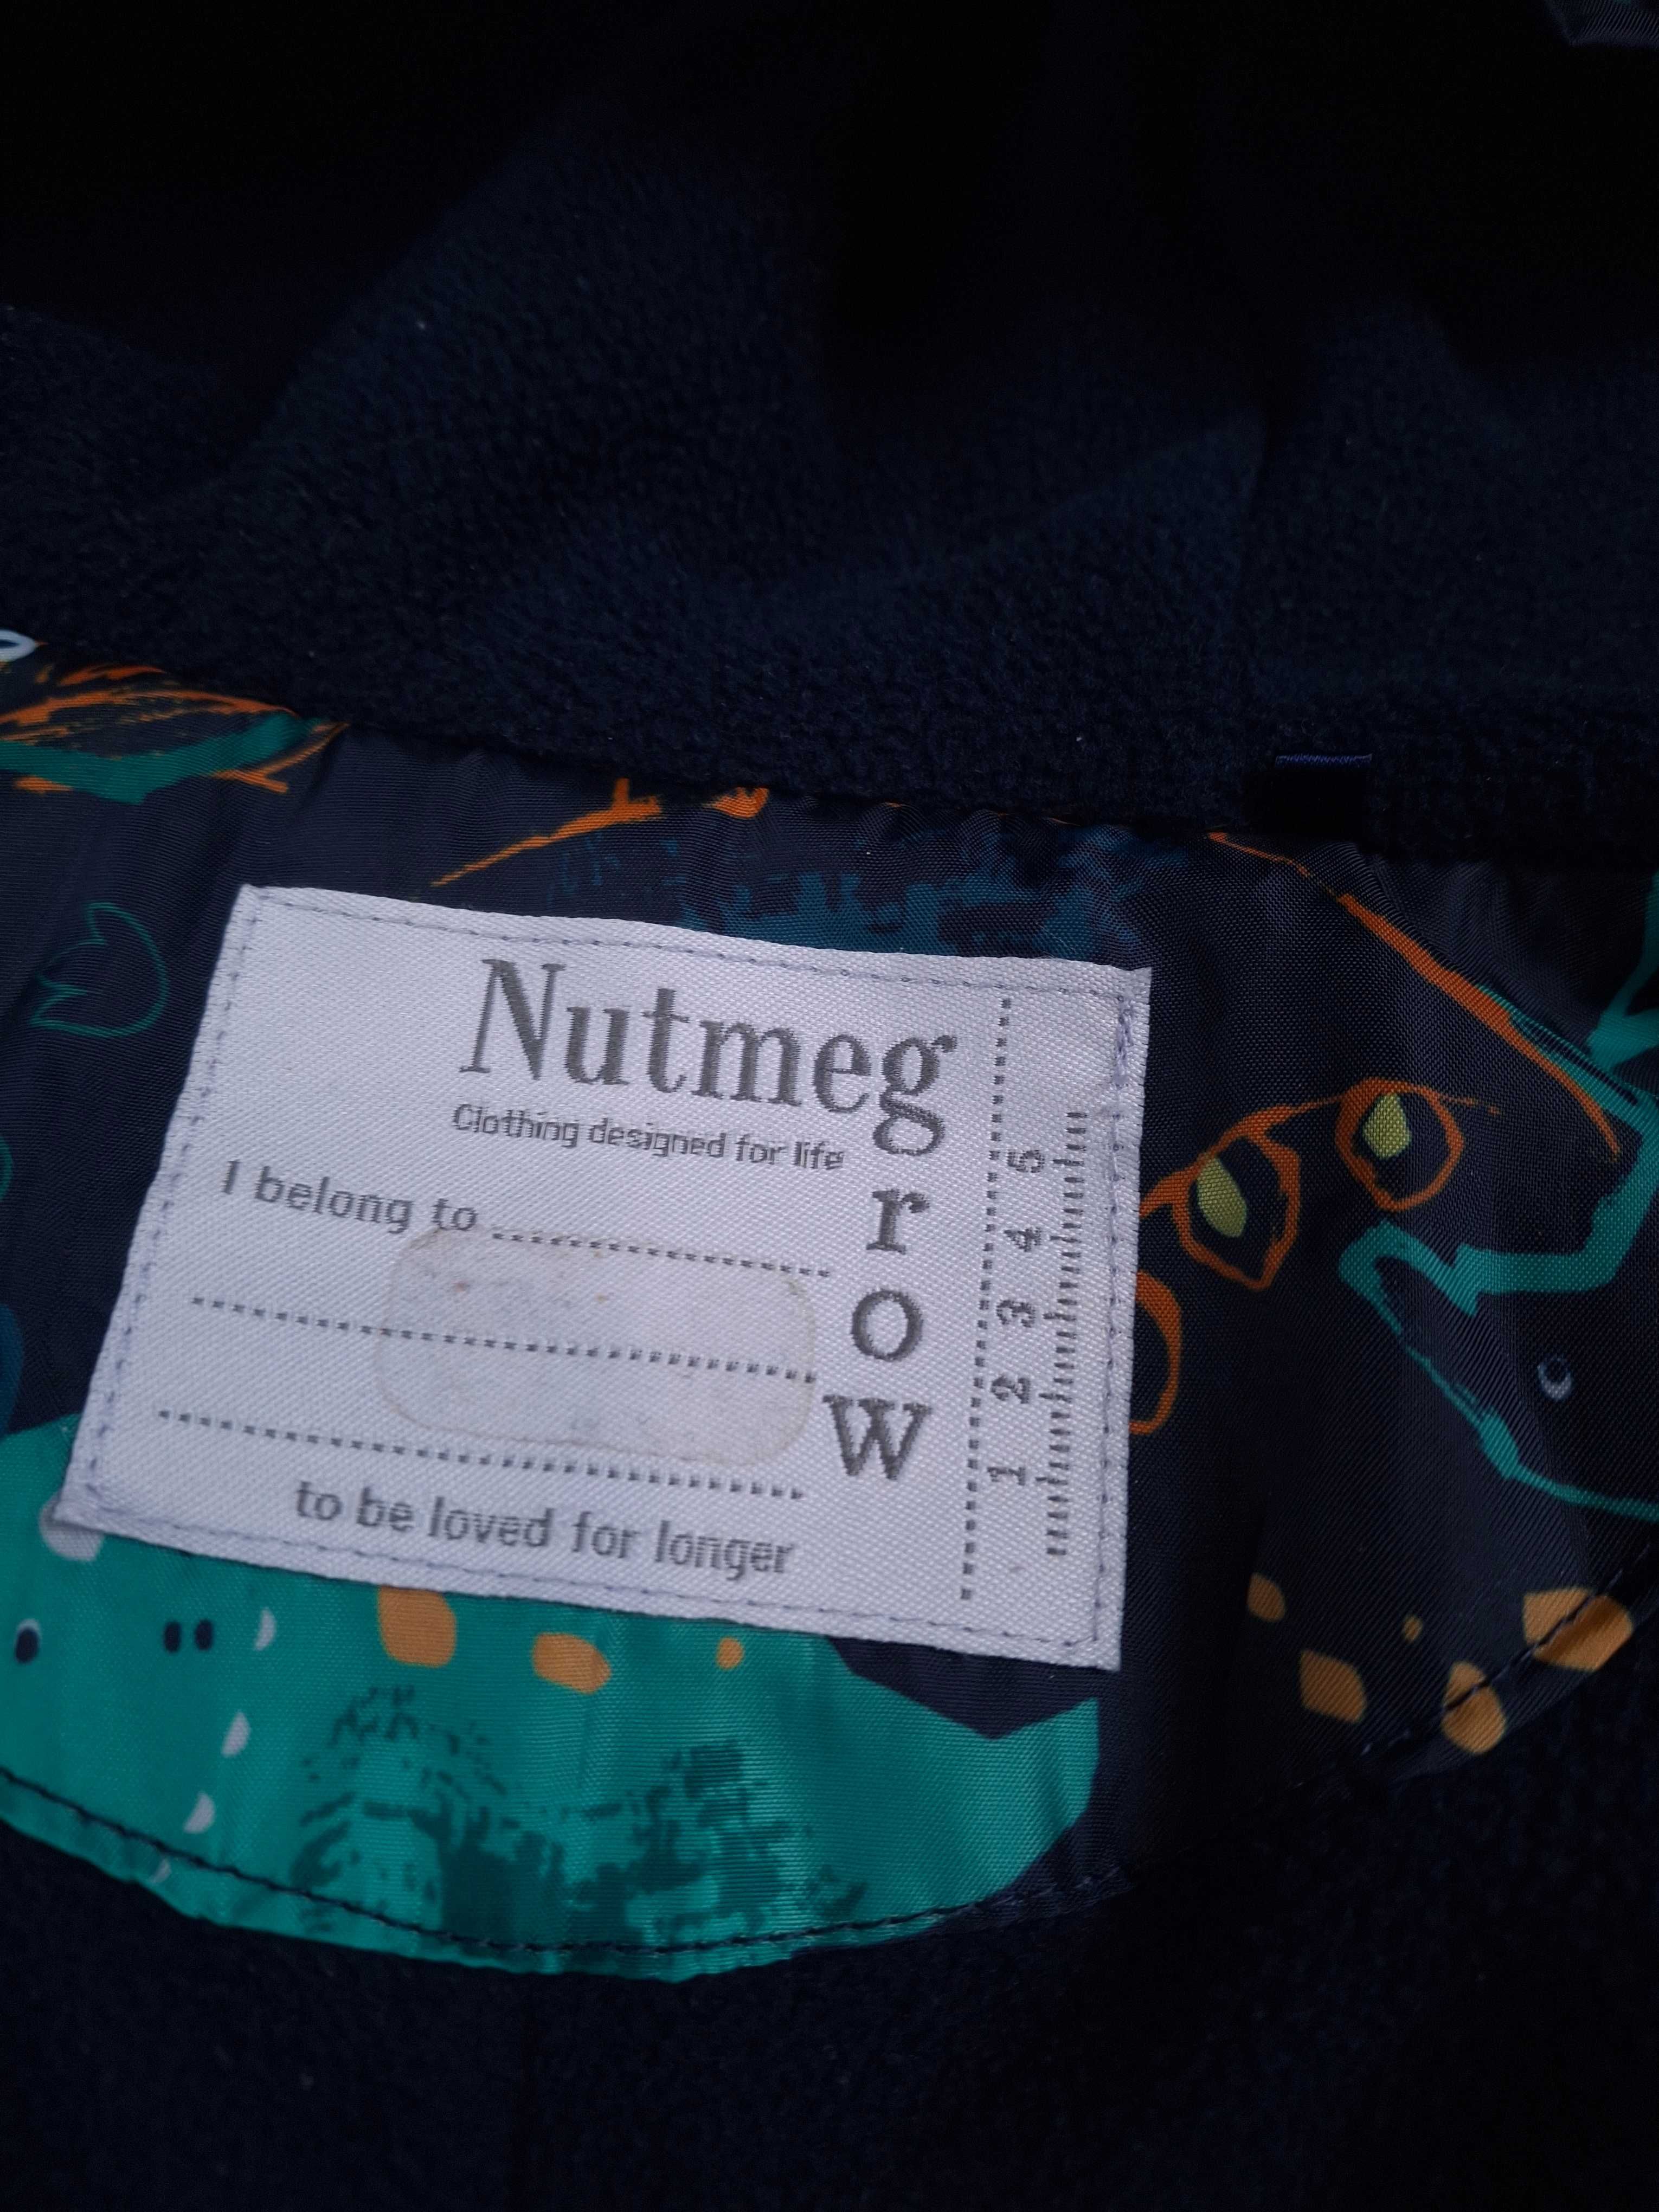 Nutmeg
Clothing designed for life
grow
I belong to
to be loved for longer
1 2 3 4 5